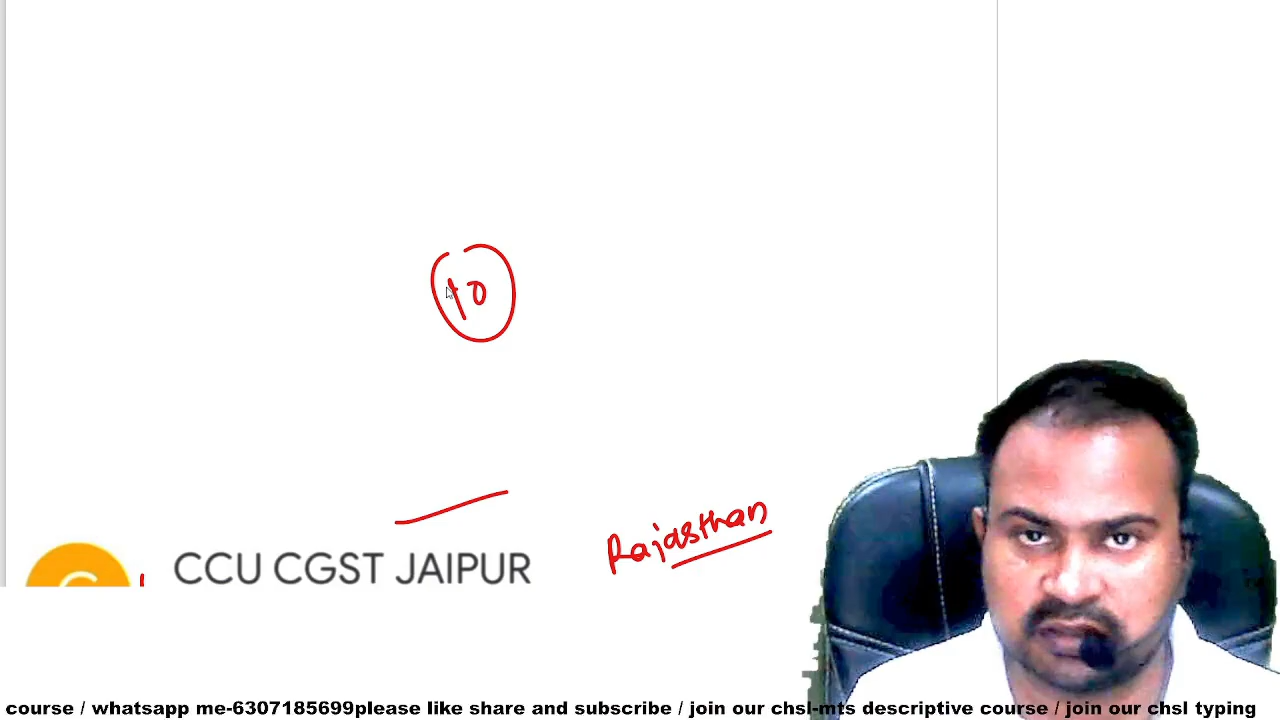 10
Rajasthan
CCU CGST JAIPUR
course / whatsapp me-6307185699please like share and subscribe / join our chsl-mts descriptive course / join our chsl typing